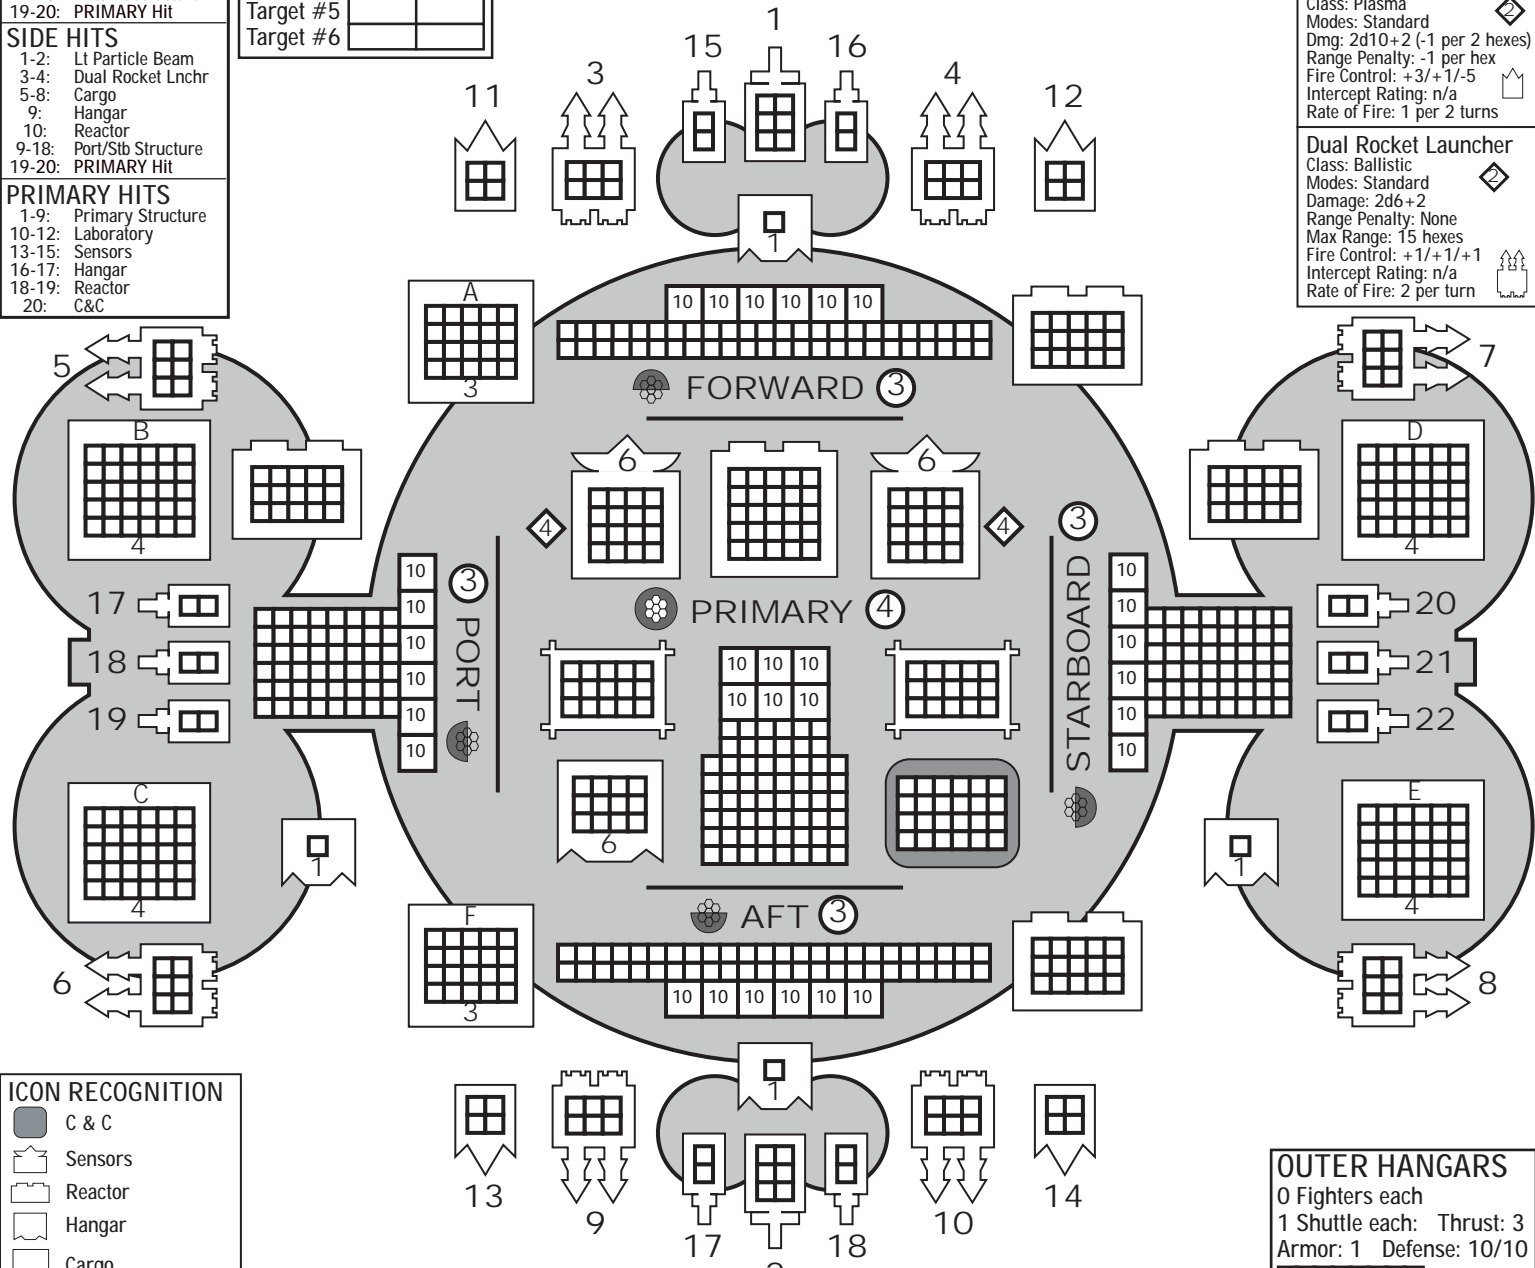 19-20: PRIMARY Hit
SIDE HITS
1-2: Lt Particle Beam
3-4: Dual Rocket Lnchr
5-8: Cargo
9: Hangar
10: Reactor
9-18: Port/Stb Structure
19-20: PRIMARY Hit
PRIMARY HITS
1-9: Primary Structure
10-12: Laboratory
13-15: Sensors
16-17: Hangar
18-19: Reactor
20: C&C
Target #5
Target #6
Class: Plasma
Modes: Standard
2
Dmg: 2d10+2 (-1 per 2 hexes)
Range Penalty: -1 per hex
Fire Control: +3/+1/-5
Intercept Rating: n/a
Rate of Fire: 1 per 2 turns
Dual Rocket Launcher
Class: Ballistic
Modes: Standard
2
Damage: 2d6+2
Range Penalty: None
Max Range: 15 hexes
Fire Control: +1/+1/+1
Intercept Rating: n/a
Rate of Fire: 2 per turn
1
15 16
3 4
11 12
1
A
10 10 10 10 10 10
3
FORWARD 3
5 7
B D
6 6
4 4
4 4
3 PORT
3 STARBOARD
10 10
10 10
10 10
10 10
10 10
10 10
PRIMARY 4
17 20
18 21
19 22
10 10 10
10 10 10
C E
6
1 1
4 4
AFT 3
F
3
10 10 10 10 10 10
6 8
1
13 9 10 14
17 18
ICON RECOGNITION
C & C
Sensors
Reactor
Hangar
Cargo
OUTER HANGARS
0 Fighters each
1 Shuttle each: Thrust: 3
Armor: 1 Defense: 10/10